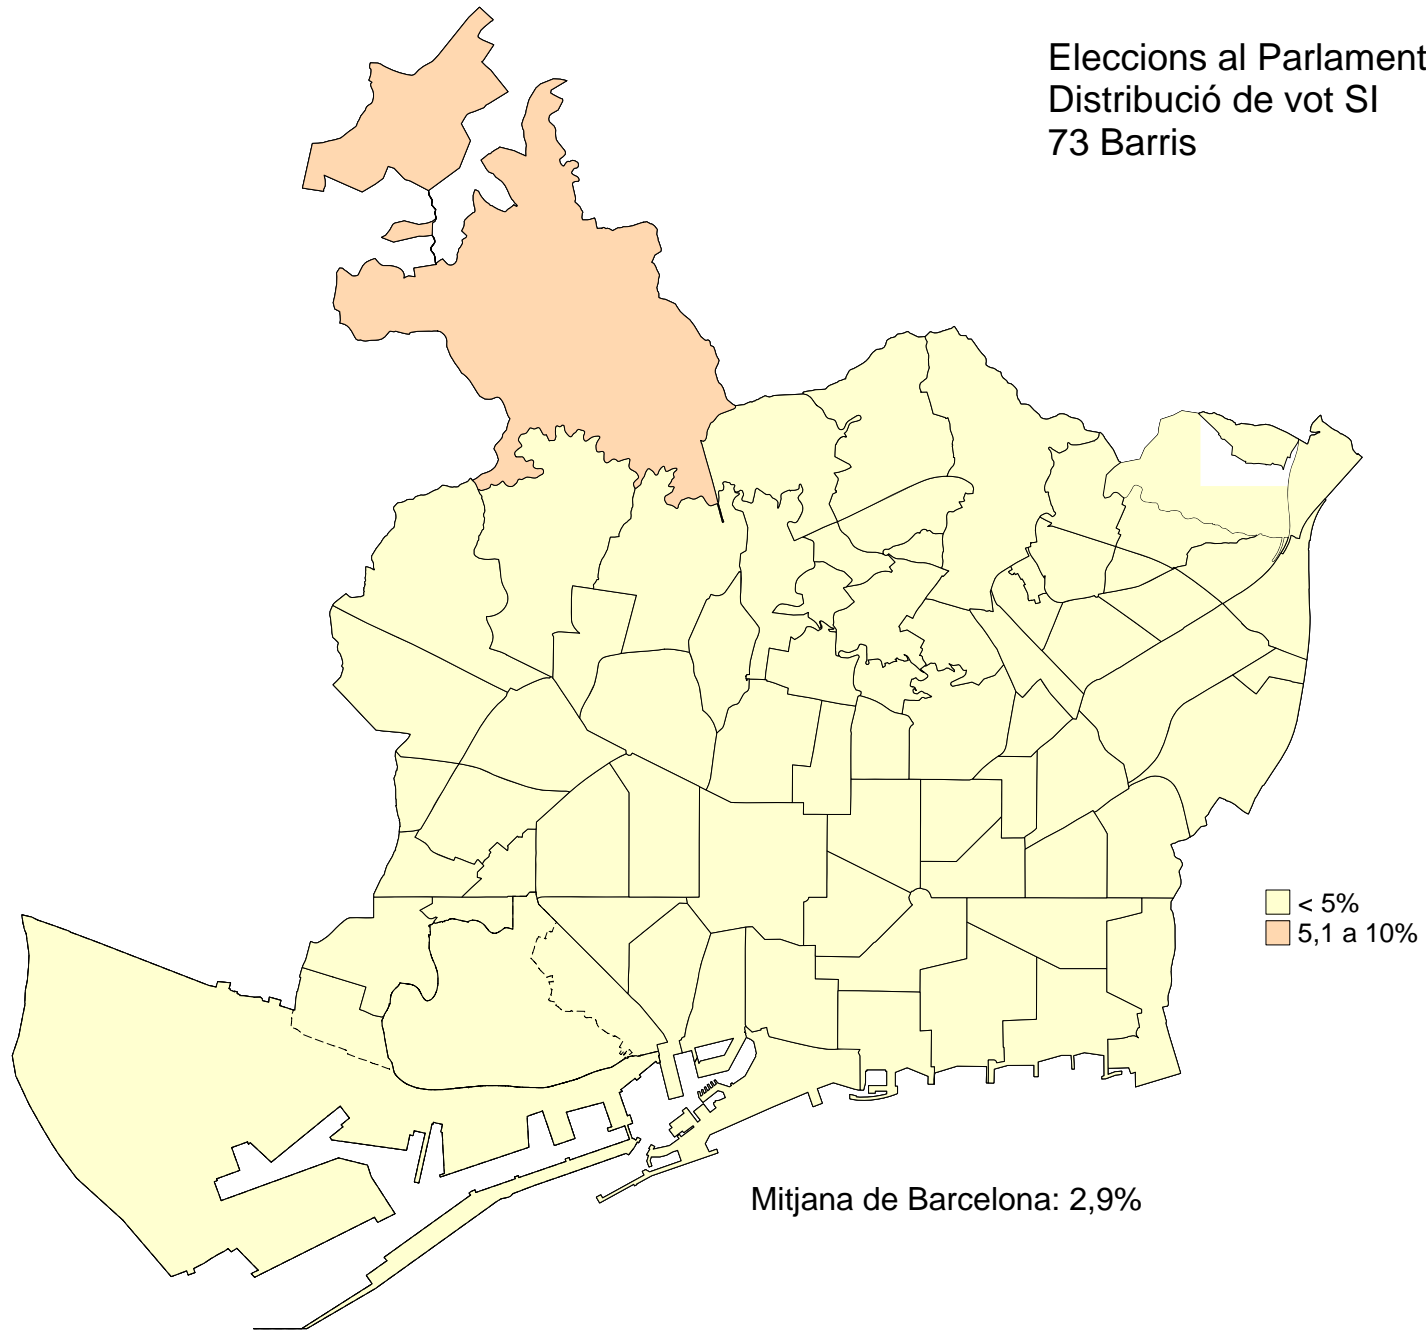 Eleccions al Parlament
Distribució de vot SI
73 Barris
< 5%
5,1 a 10%
Mitjana de Barcelona: 2,9%